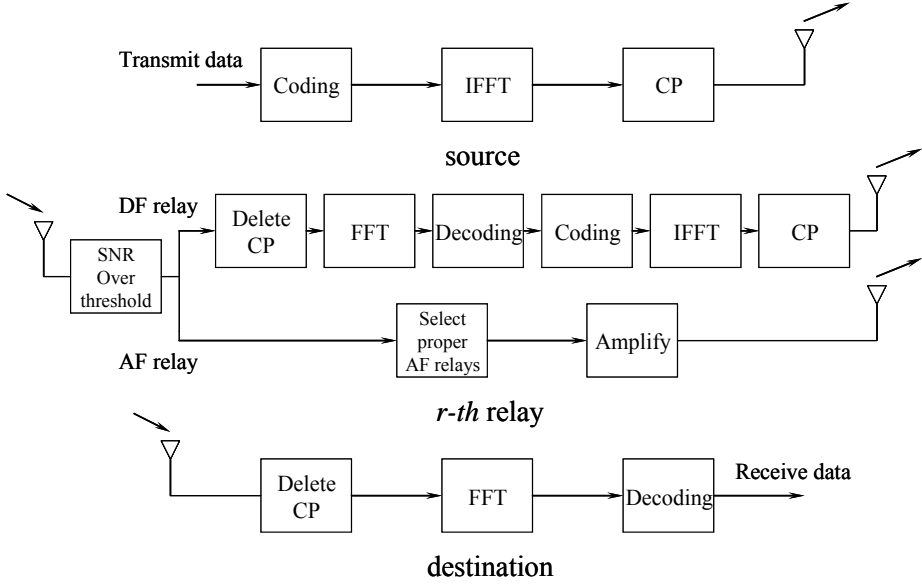 Transmit data
Coding
IFFT
CP
source
DF relay
Delete
CP
FFT
Decoding
Coding
IFFT
CP
SNR
Over
threshold
AF relay
Select
proper
AF relays
Amplify
r-th relay
Delete
CP
FFT
Decoding
Receive data
destination